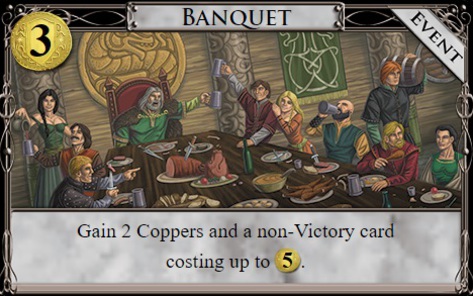 BANQUET
3
EVENT
Gain 2 Coppers and a non-Victory card
costing up to 5.